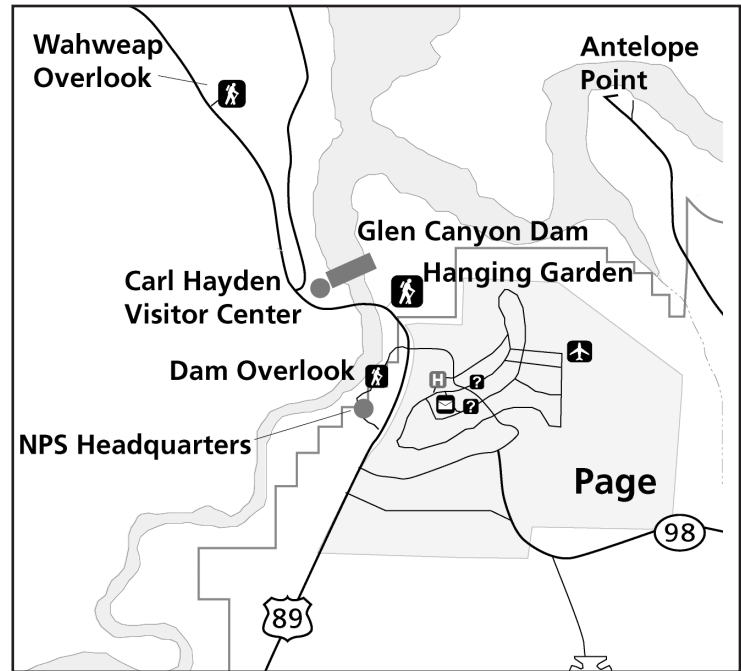 Wahweap
Overlook
Antelope
Point
Glen Canyon Dam
Hanging Garden
Carl Hayden
Visitor Center
Dam Overlook
H
?
?
NPS Headquarters
Page
98
89